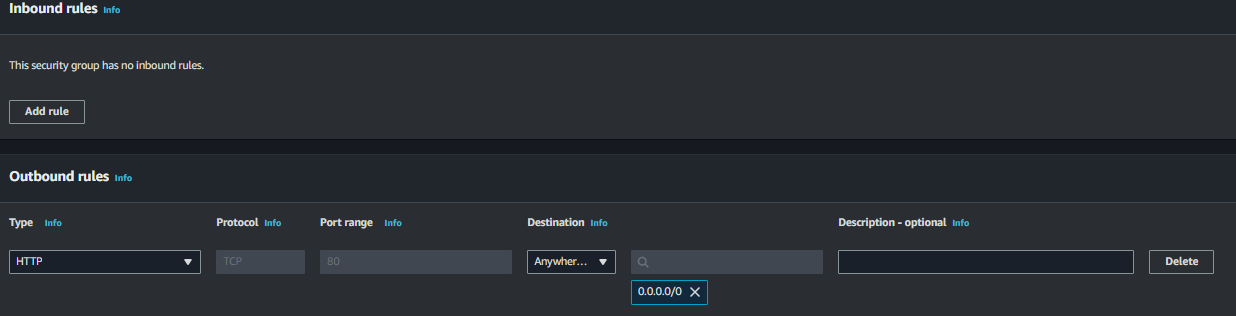 Inbound rules Info
This security group has no inbound rules.
Add rule
Outbound rules Info
Type Info Protocol Info Port range Info Destination Info Description - optional Info
HTTP TCP 80 Anywher... Delete
0.0.0.0/0